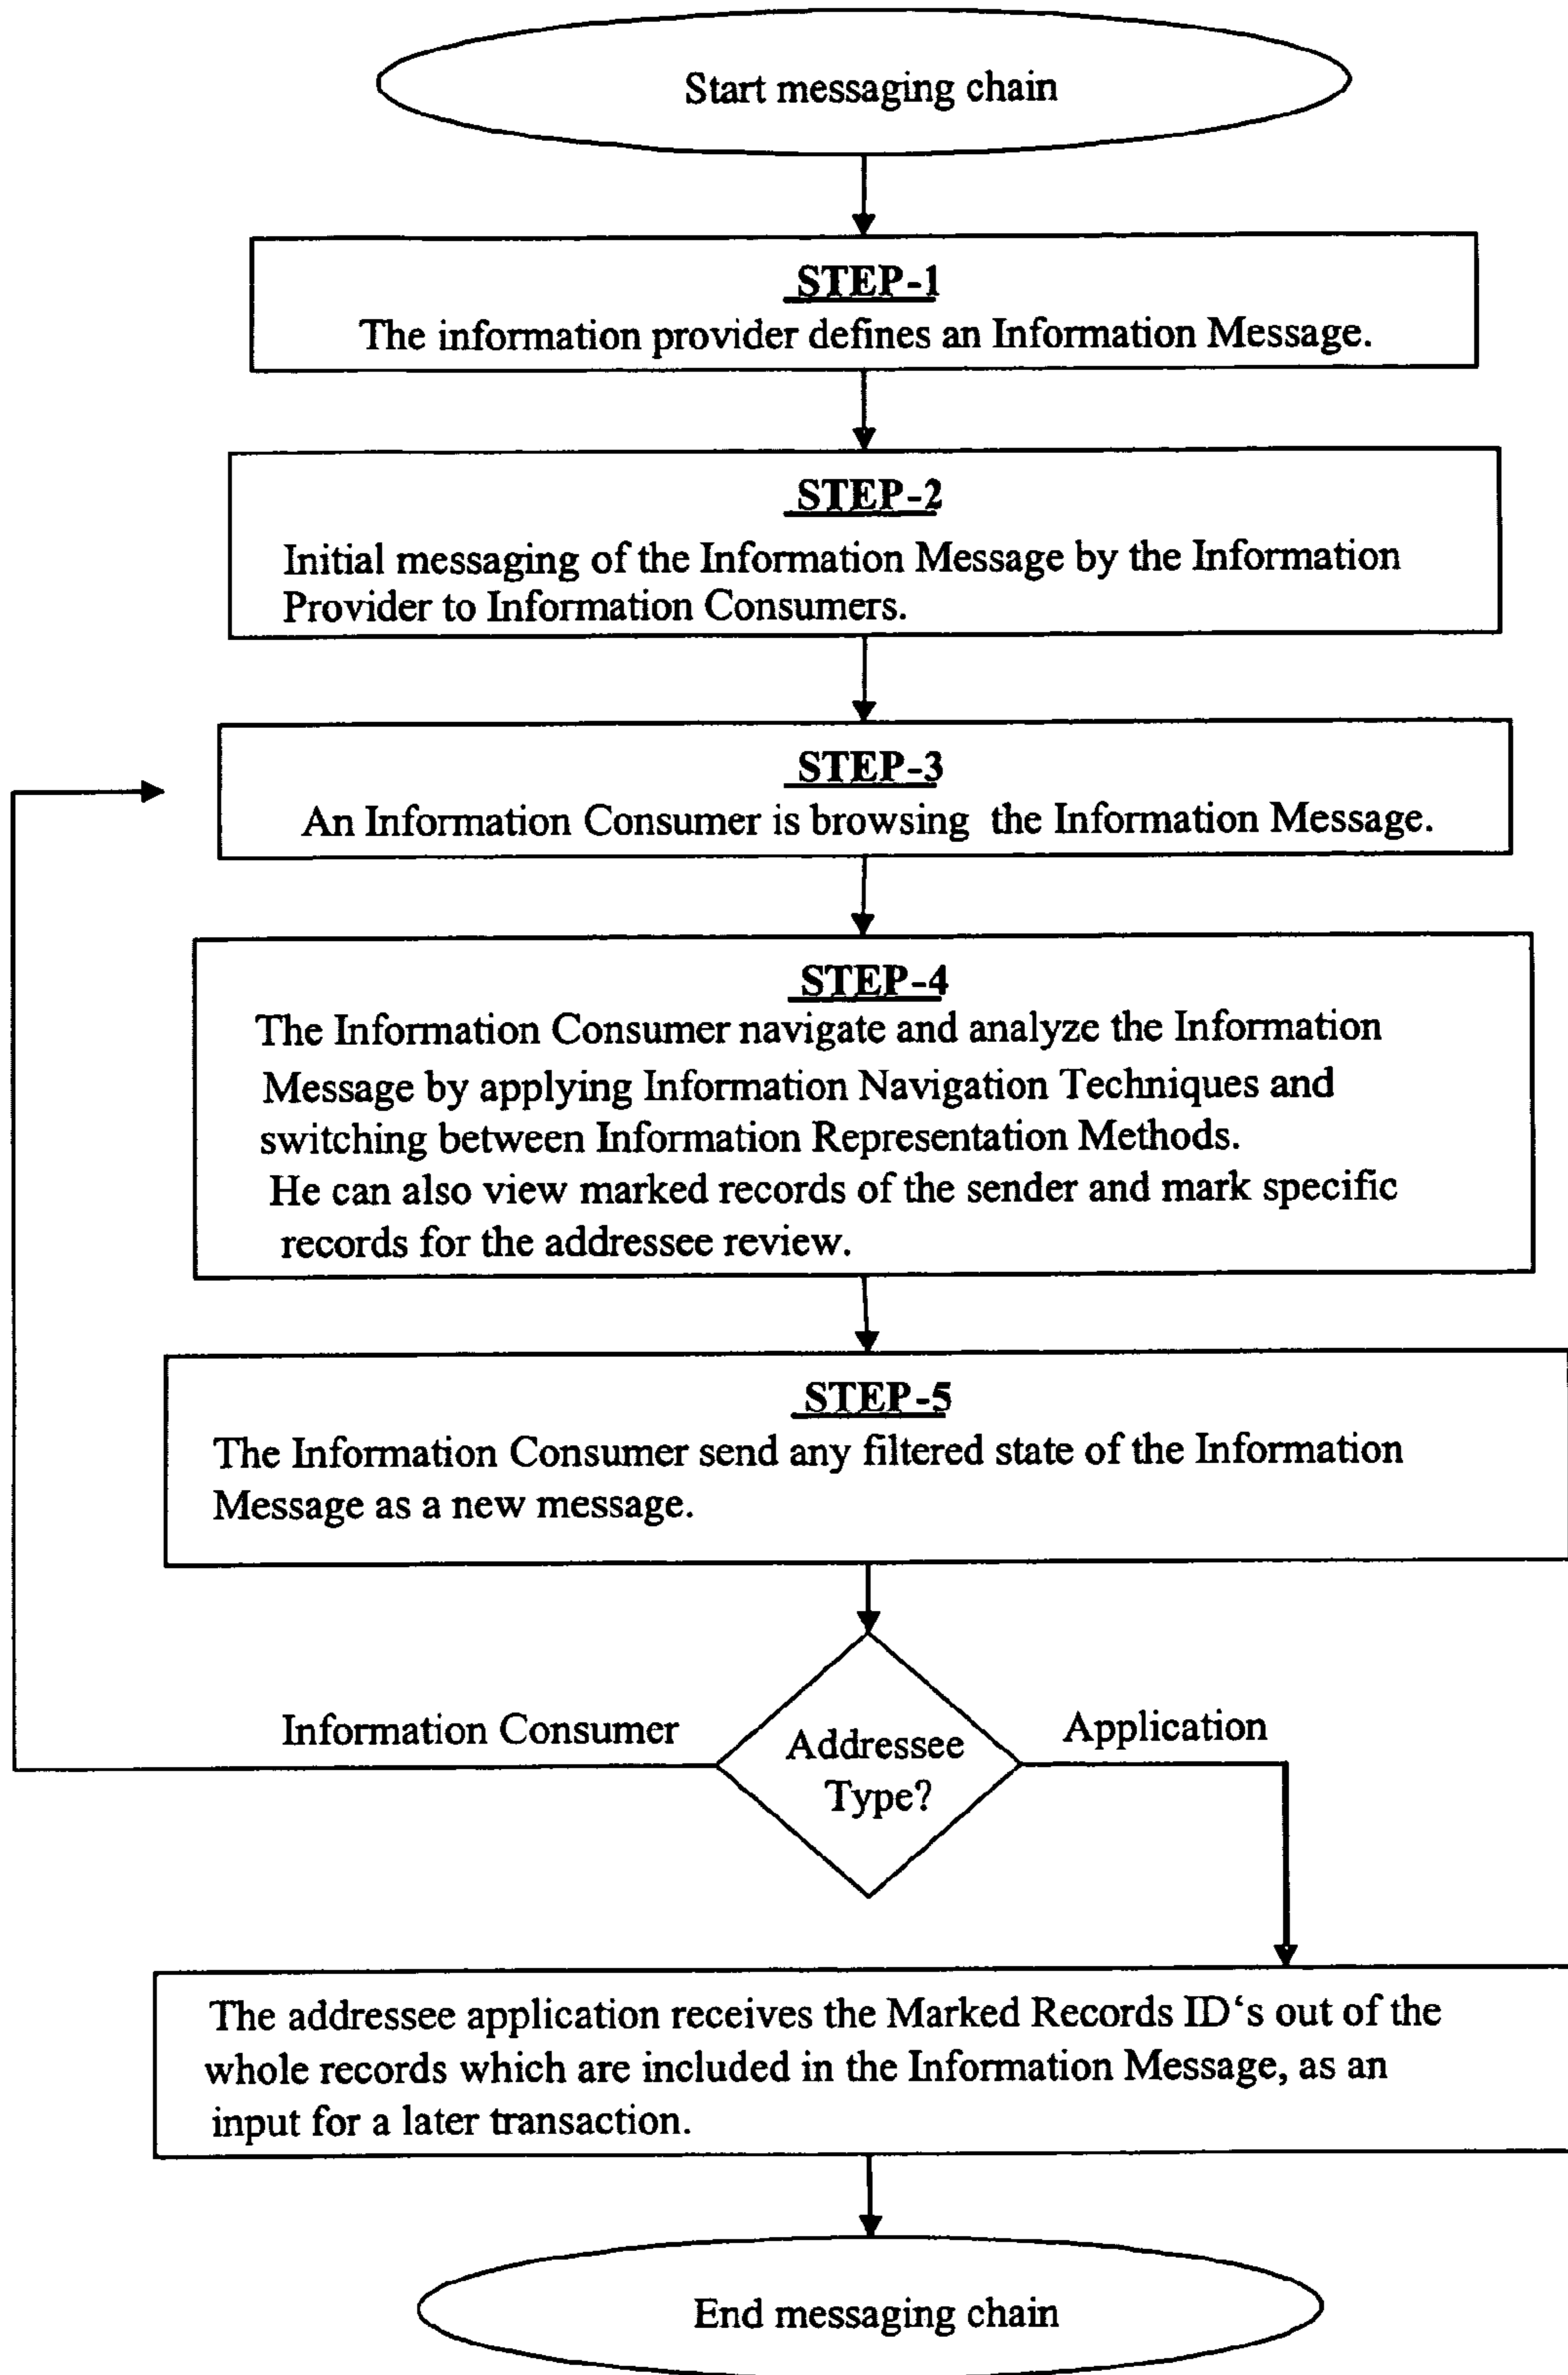 Start messaging chain
STEP-1
The information provider defines an Information Message.
STEP-2
Initial messaging of the Information Message by the Information
Provider to Information Consumers.
STEP-3
An Information Consumer is browsing the Information Message.
STEP-4
The Information Consumer navigate and analyze the Information
Message by applying Information Navigation Techniques and
switching between Information Representation Methods.
He can also view marked records of the sender and mark specific
records for the addressee review.
STEP-5
The Information Consumer send any filtered state of the Information
Message as a new message.
Information Consumer
Addressee
Type?
Application
The addressee application receives the Marked Records ID‘s out of the
whole records which are included in the Information Message, as an
input for a later transaction.
End messaging chain